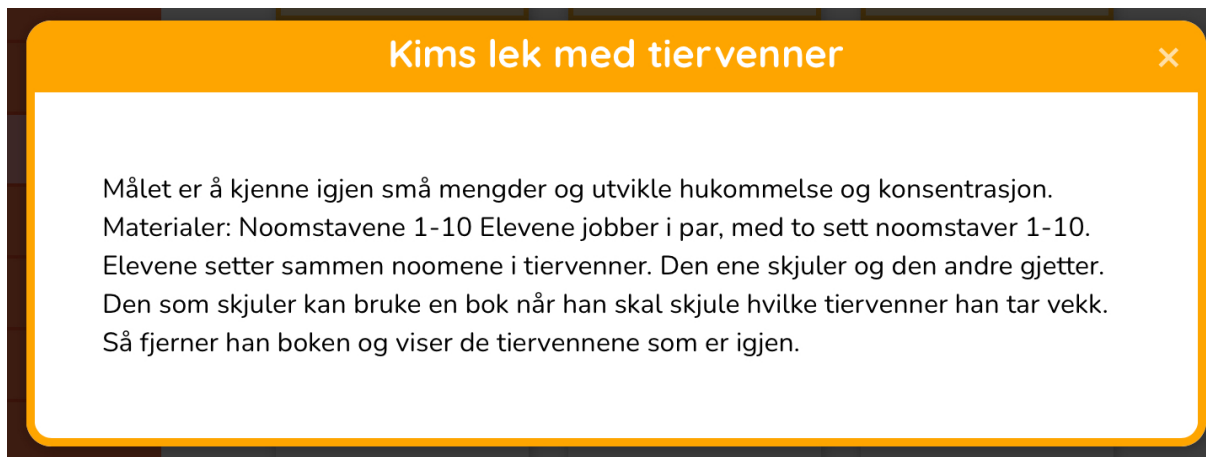 Kims lek med tiervenner
×
Målet er å kjenne igjen små mengder og utvikle hukommelse og konsentrasjon.
Materialer: Noomstavene 1-10 Elevene jobber i par, med to sett noomstaver 1-10.
Elevene setter sammen noomene i tiervenner. Den ene skjuler og den andre gjetter.
Den som skjuler kan bruke en bok når han skal skjule hvilke tiervenner han tar vekk.
Så fjerner han boken og viser de tiervennene som er igjen.